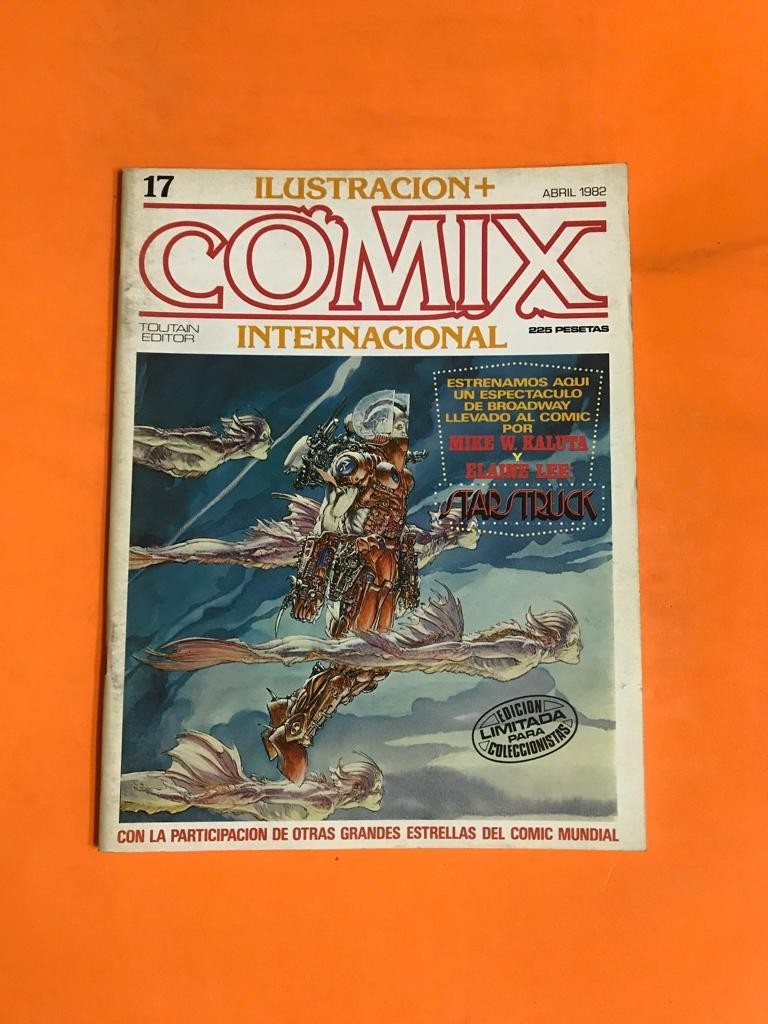 17
ILUSTRACION+
ABRIL 1982
COMIX
TOUTAIN
EDITOR
INTERNACIONAL
225 PESETAS
ESTRENAMOS AQUI
UN ESPECTACULO
DE BROADWAY
LLEVADO AL COMIC
POR
MIKE W. KALUTA
Y
ELAINE LEE:
STARSTRUCK
EDICION
LIMITADA
PARA
COLECCIONISTAS
CON LA PARTICIPACION DE OTRAS GRANDES ESTRELLAS DEL COMIC MUNDIAL